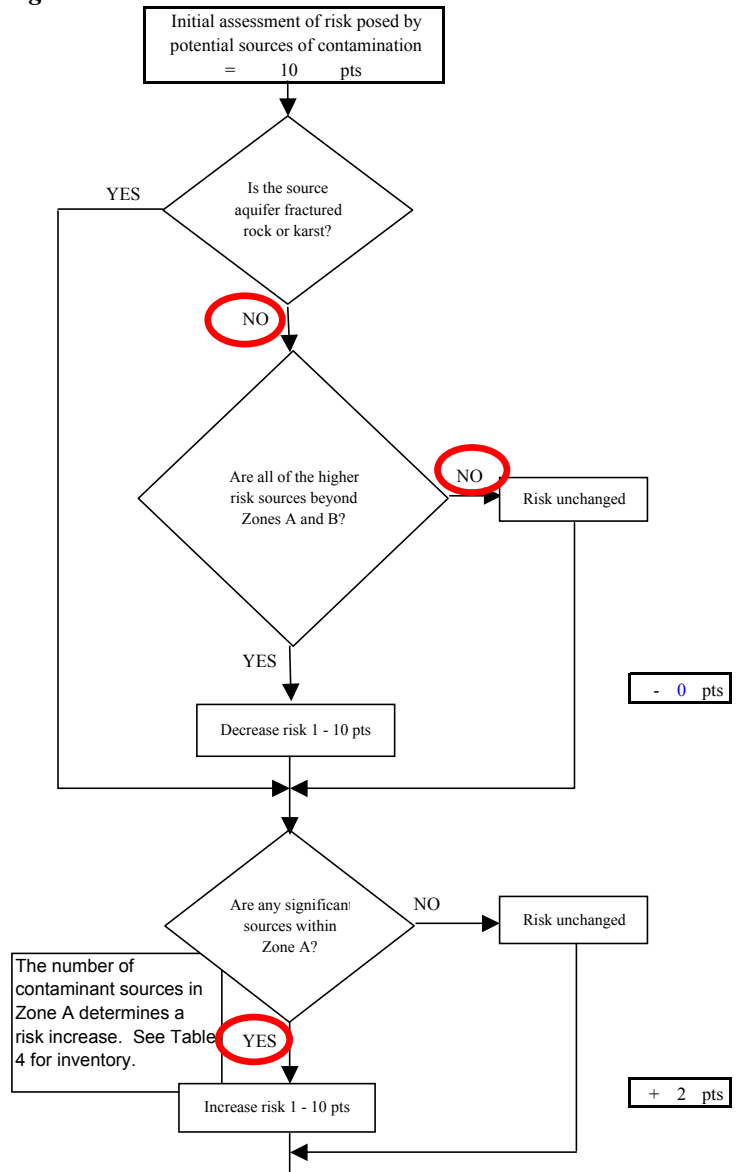 Initial assessment of risk posed by
potential sources of contamination
= 10 pts
YES
Is the source
aquifer fractured
rock or karst?
NO
Are all of the higher
risk sources beyond
Zones A and B?
NO
Risk unchanged
YES
- 0 pts
Decrease risk 1 - 10 pts
Are any significant
sources within
Zone A?
NO
Risk unchanged
The number of
contaminant sources in
Zone A determines a
risk increase. See Table
4 for inventory.
YES
Increase risk 1 - 10 pts
+ 2 pts